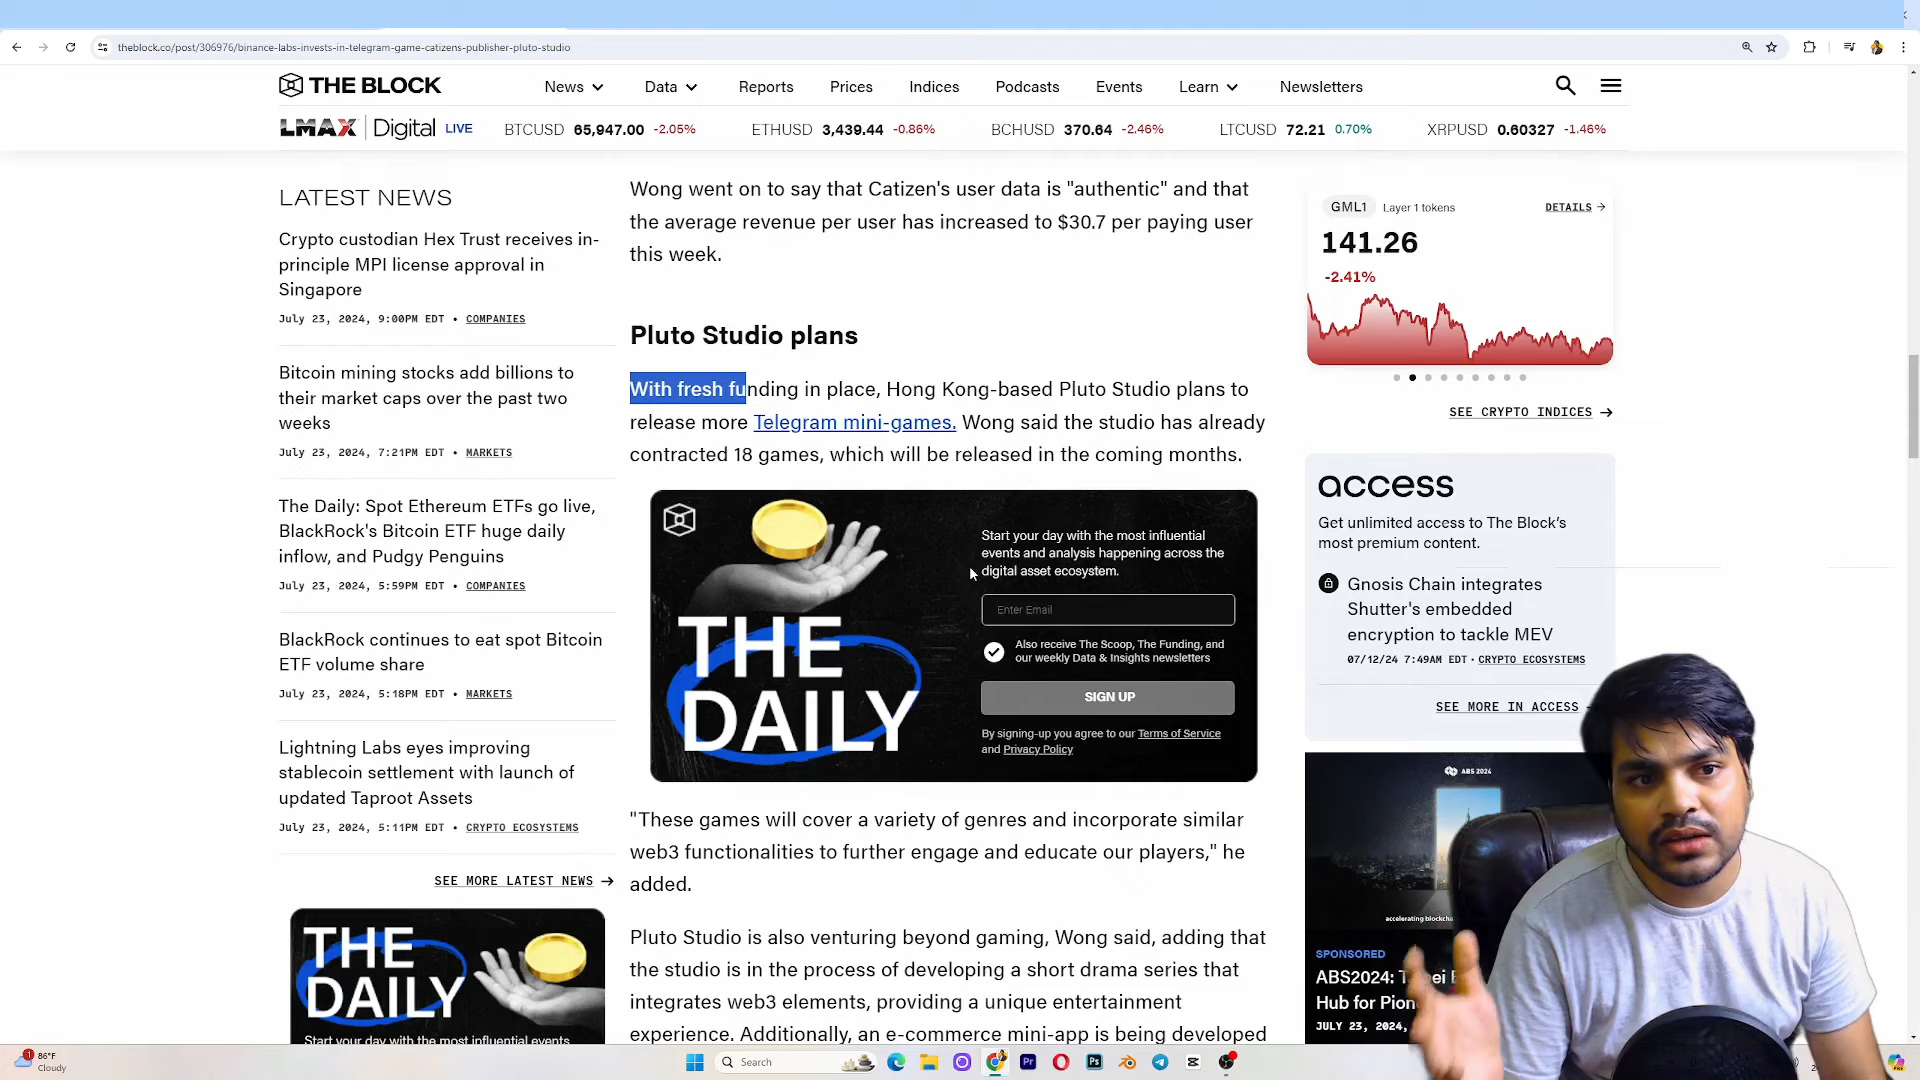 theblock.co/post/306976/binance-labs-invests-in-telegram-game-catizens-publisher-pluto-studio
THE BLOCK
News
Data
Reports
Prices
Indices
Podcasts
Events
Learn
Newsletters
LMAX Digital LIVE
BTCUSD 65,947.00 -2.05%
ETHUSD 3,439.44 -0.86%
BCHUSD 370.64 -2.46%
LTCUSD 72.21 0.70%
XRPUSD 0.60327 -1.46%
LATEST NEWS
Crypto custodian Hex Trust receives in-
principle MPI license approval in
Singapore
July 23, 2024, 9:00PM EDT • COMPANIES
Bitcoin mining stocks add billions to
their market caps over the past two
weeks
July 23, 2024, 7:21PM EDT • MARKETS
The Daily: Spot Ethereum ETFs go live,
BlackRock's Bitcoin ETF huge daily
inflow, and Pudgy Penguins
July 23, 2024, 5:59PM EDT • COMPANIES
BlackRock continues to eat spot Bitcoin
ETF volume share
July 23, 2024, 5:18PM EDT • MARKETS
Lightning Labs eyes improving
stablecoin settlement with launch of
updated Taproot Assets
July 23, 2024, 5:11PM EDT • CRYPTO ECOSYSTEMS
SEE MORE LATEST NEWS →
THE
DAILY
Start your day with the most influential events
Wong went on to say that Catizen's user data is "authentic" and that
the average revenue per user has increased to $30.7 per paying user
this week.
Pluto Studio plans
With fresh funding in place, Hong Kong-based Pluto Studio plans to
release more Telegram mini-games. Wong said the studio has already
contracted 18 games, which will be released in the coming months.
THE
DAILY
Start your day with the most influential
events and analysis happening across the
digital asset ecosystem.
Enter Email
Also receive The Scoop, The Funding, and
our weekly Data & Insights newsletters
SIGN UP
By signing-up you agree to our Terms of Service
and Privacy Policy
"These games will cover a variety of genres and incorporate similar
web3 functionalities to further engage and educate our players," he
added.
Pluto Studio is also venturing beyond gaming, Wong said, adding that
the studio is in the process of developing a short drama series that
integrates web3 elements, providing a unique entertainment
experience. Additionally, an e-commerce mini-app is being developed
GML1 Layer 1 tokens
DETAILS →
141.26
-2.41%
SEE CRYPTO INDICES →
access
Get unlimited access to The Block's
most premium content.
Gnosis Chain integrates
Shutter's embedded
encryption to tackle MEV
07/12/24 7:49AM EDT • CRYPTO ECOSYSTEMS
SEE MORE IN ACCESS
ABS 2024
accelerating blockcha
SPONSORED
ABS2024:
Hub for Pion
JULY 23, 2024,
1
86°F
Cloudy
Search
Pr
Ps